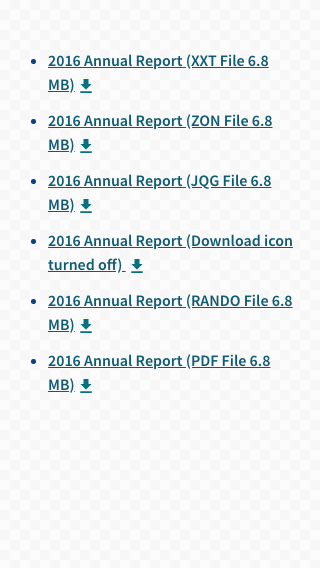 2016 Annual Report (XXT File 6.8
MB)
2016 Annual Report (ZON File 6.8
MB)
2016 Annual Report (JQG File 6.8
MB)
2016 Annual Report (Download icon
turned off)
2016 Annual Report (RANDO File 6.8
MB)
2016 Annual Report (PDF File 6.8
MB)